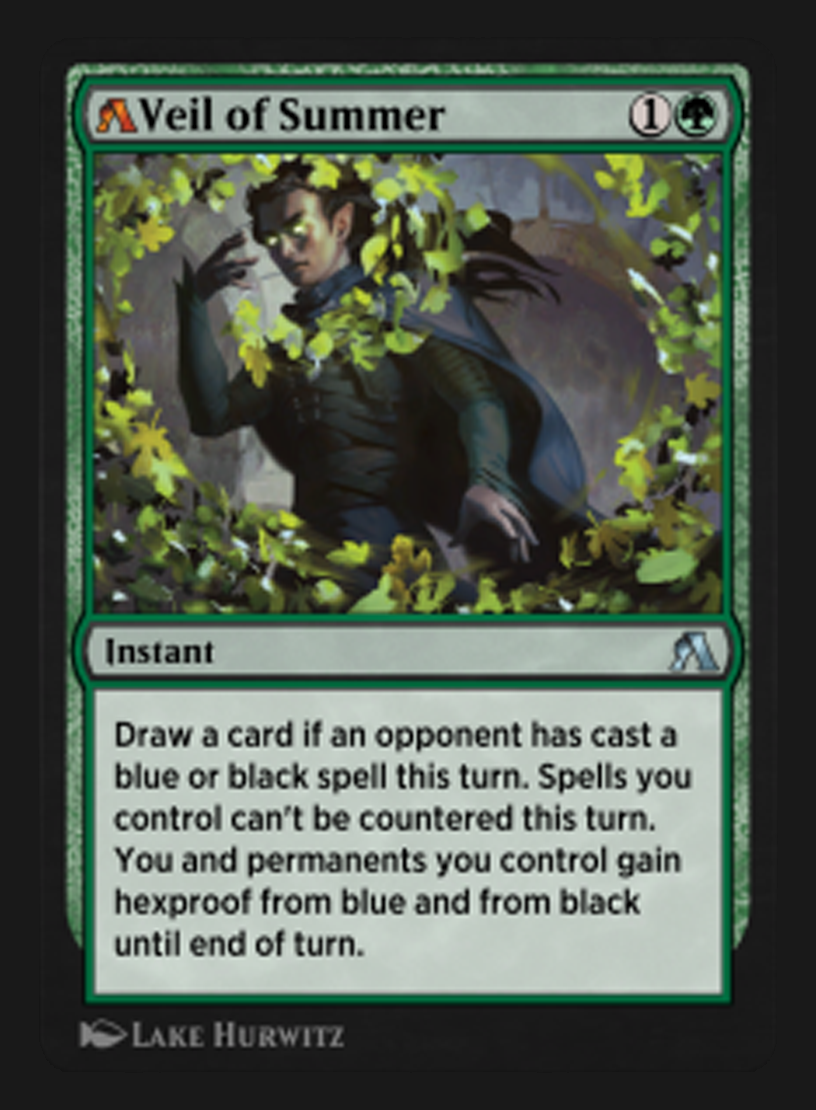 Veil of Summer 1
Instant
Draw a card if an opponent has cast a
blue or black spell this turn. Spells you
control can't be countered this turn.
You and permanents you control gain
hexproof from blue and from black
until end of turn.
Lake Hurwitz